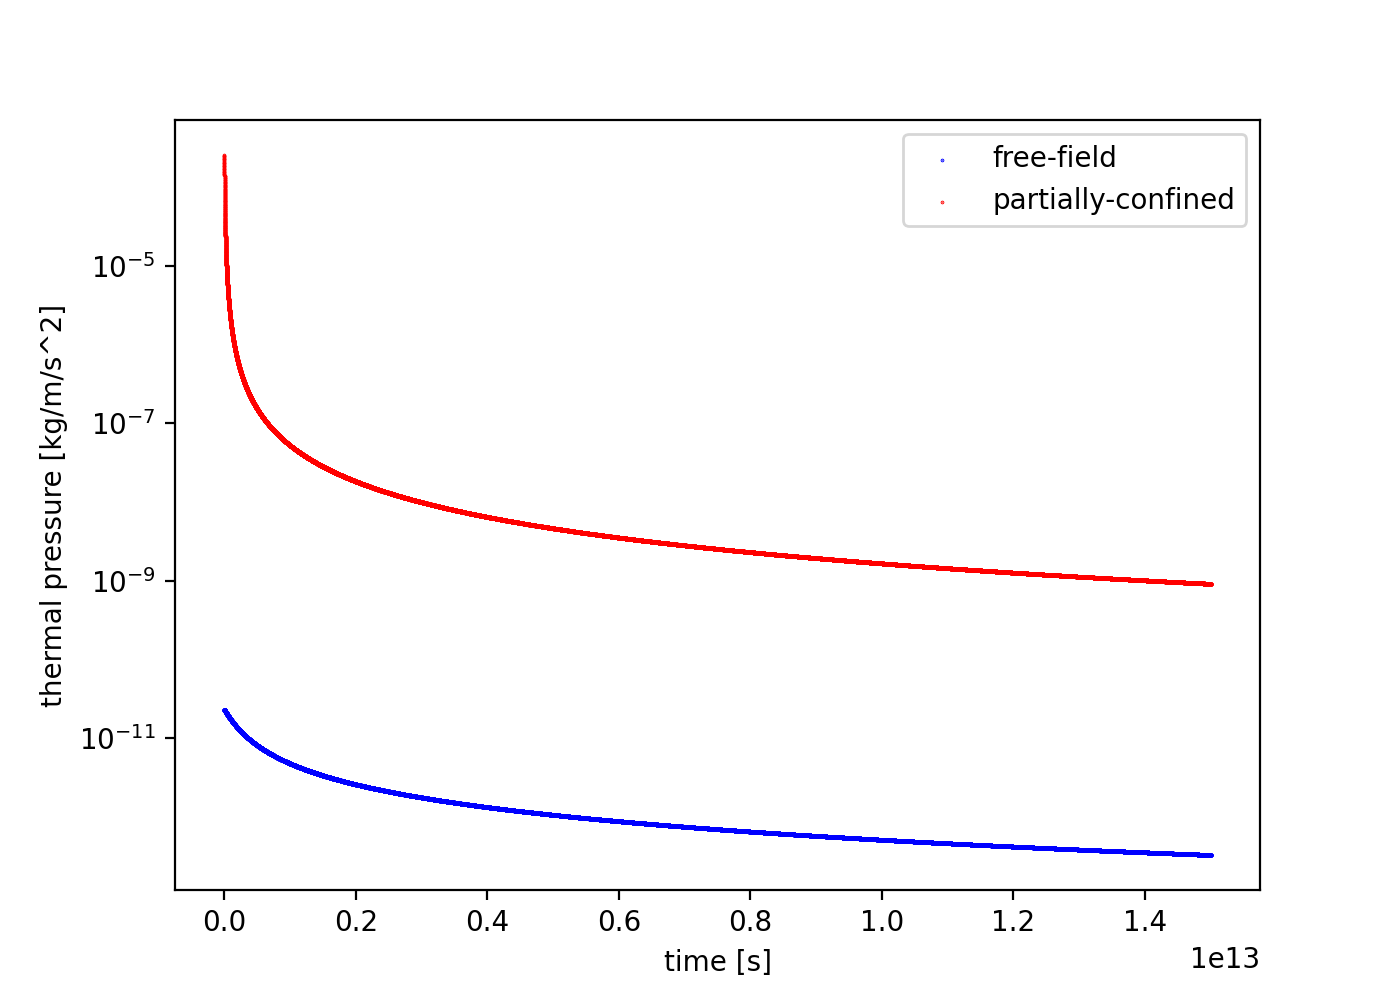 free-field
partially-confined
10⁻⁵
10⁻⁷
10⁻⁹
10⁻¹¹
thermal pressure [kg/m/s^2]
0.0 0.2 0.4 0.6 0.8 1.0 1.2 1.4
1e13
time [s]